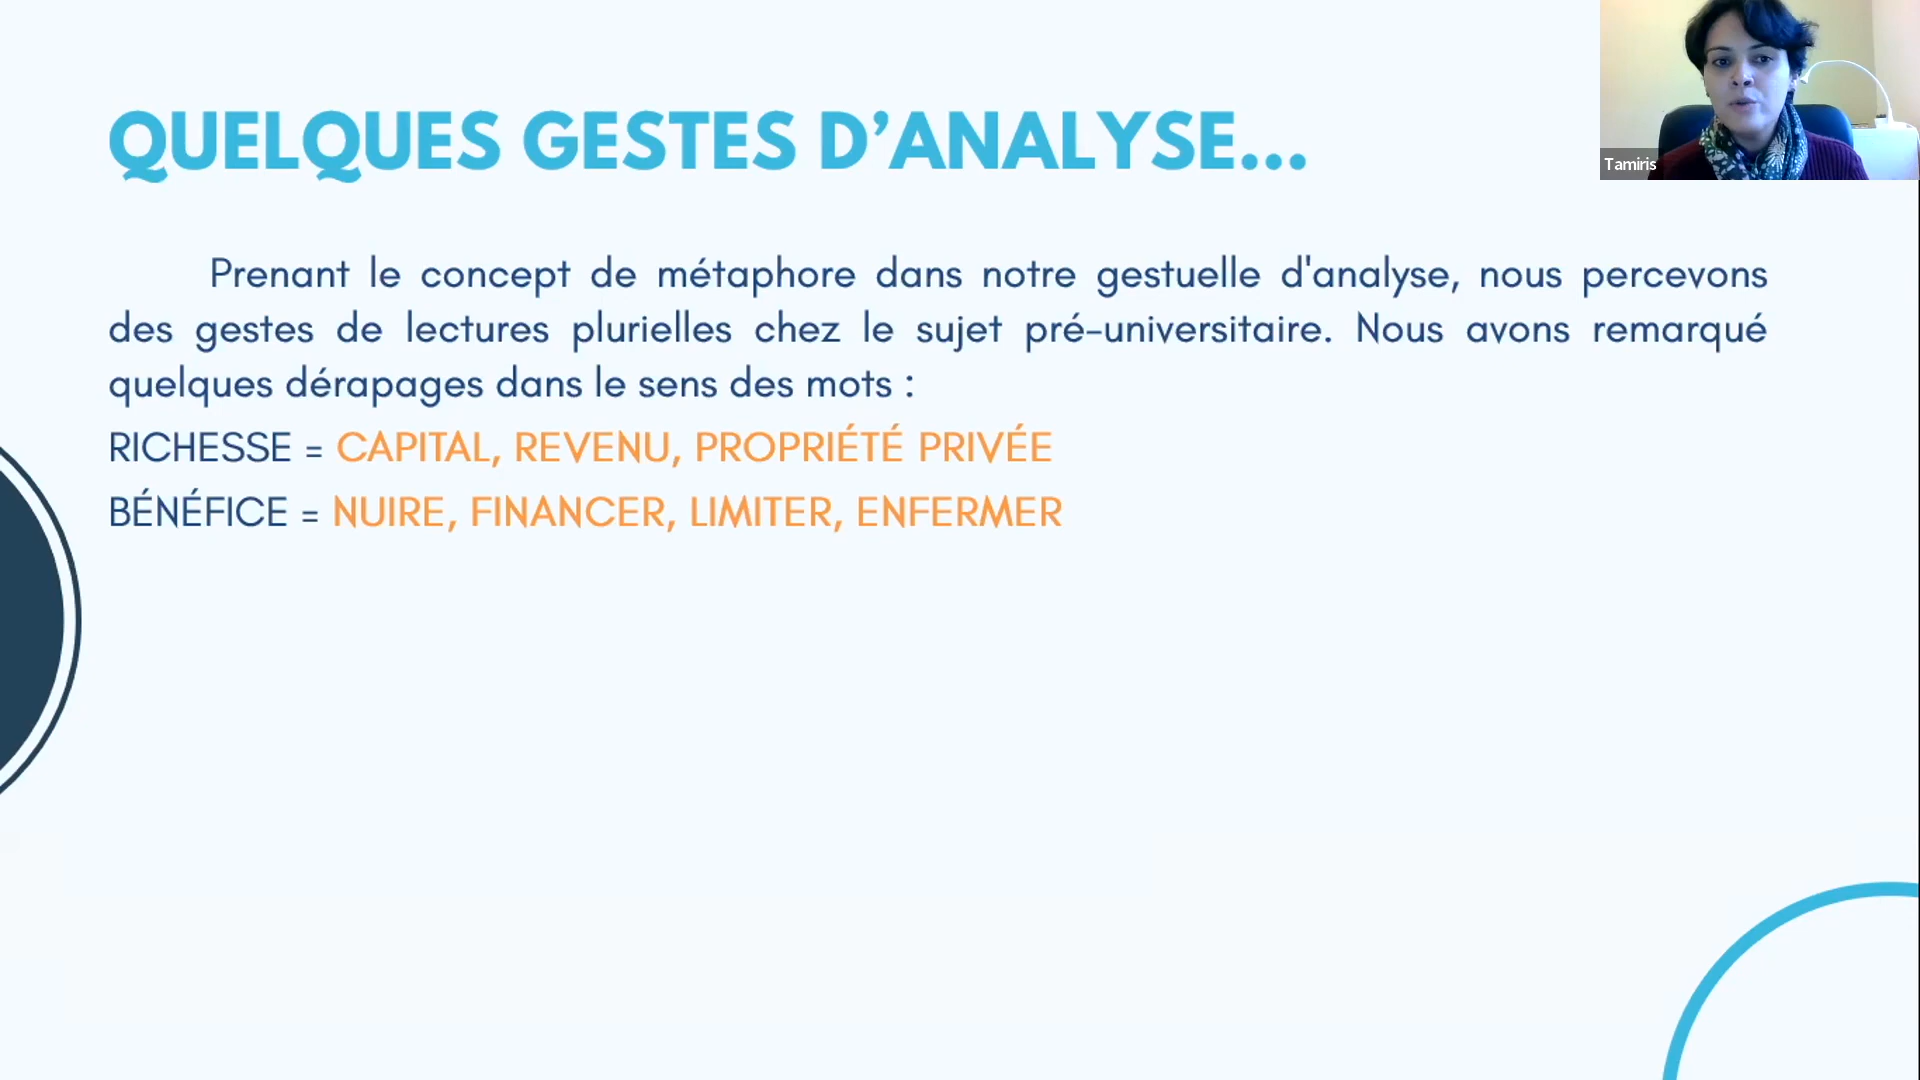 QUELQUES GESTES D’ANALYSE...
Tamiris
Prenant le concept de métaphore dans notre gestuelle d'analyse, nous percevons
des gestes de lectures plurielles chez le sujet pré-universitaire. Nous avons remarqué
quelques dérapages dans le sens des mots :
RICHESSE = CAPITAL, REVENU, PROPRIÉTÉ PRIVÉE
BÉNÉFICE = NUIRE, FINANCER, LIMITER, ENFERMER